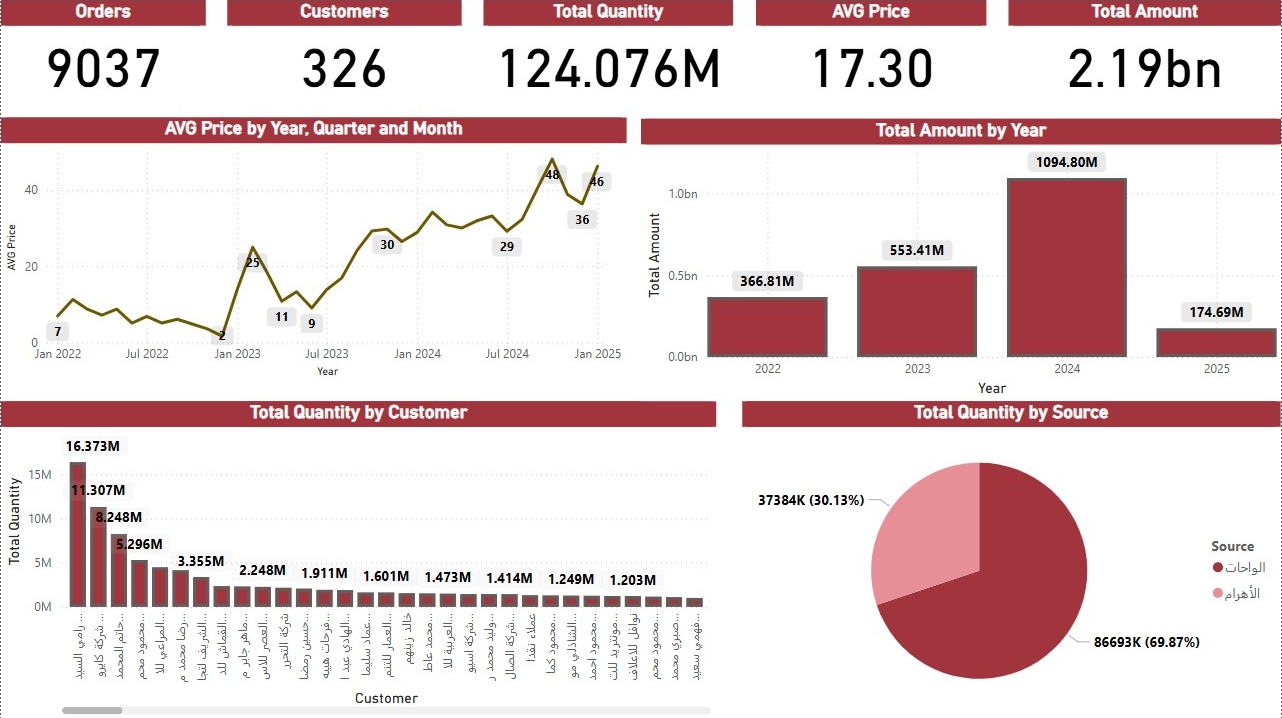 Orders
Customers
Total Quantity
AVG Price
Total Amount
9037
326
124.076M
17.30
2.19bn
AVG Price by Year, Quarter and Month
AVG Price
40
20
0
7
2
25
11
9
30
29
48
36
46
Jan 2022
Jul 2022
Jan 2023
Jul 2023
Jan 2024
Jul 2024
Jan 2025
Year
Total Amount by Year
Total Amount
1.0bn
0.5bn
0.0bn
366.81M
553.41M
1094.80M
174.69M
2022
2023
2024
2025
Year
Total Quantity by Customer
Total Quantity
15M
10M
5M
0M
16.373M
11.307M
8.248M
5.296M
3.355M
2.248M
1.911M
1.601M
1.473M
1.414M
1.249M
1.203M
رامي السيد ...
شركة كايرو ...
حاتم المحمد...
محمود محم...
المراعي للا...
رضا محمد م...
الشريف لتجا...
القماش للد...
ماهر جابر م...
العصر للاس...
شركة التحرر...
حسين رمضا...
فرحات هيبه...
الهادي عبد ا...
عماد سليما...
العمار للتنم...
خالد زينهم
محمد عاط...
العربية للا...
شركة اسيو...
وليد محمد ر...
شركة الصال...
عملاء نقدا
محمود كما...
الشاذلي مو...
محمود احمد...
مونتريد للت...
نوافل للاعلاف
محمود محم...
صبري محمد...
فهمي سعيد...
Customer
Total Quantity by Source
37384K (30.13%)
86693K (69.87%)
Source
الواحات
الأهرام